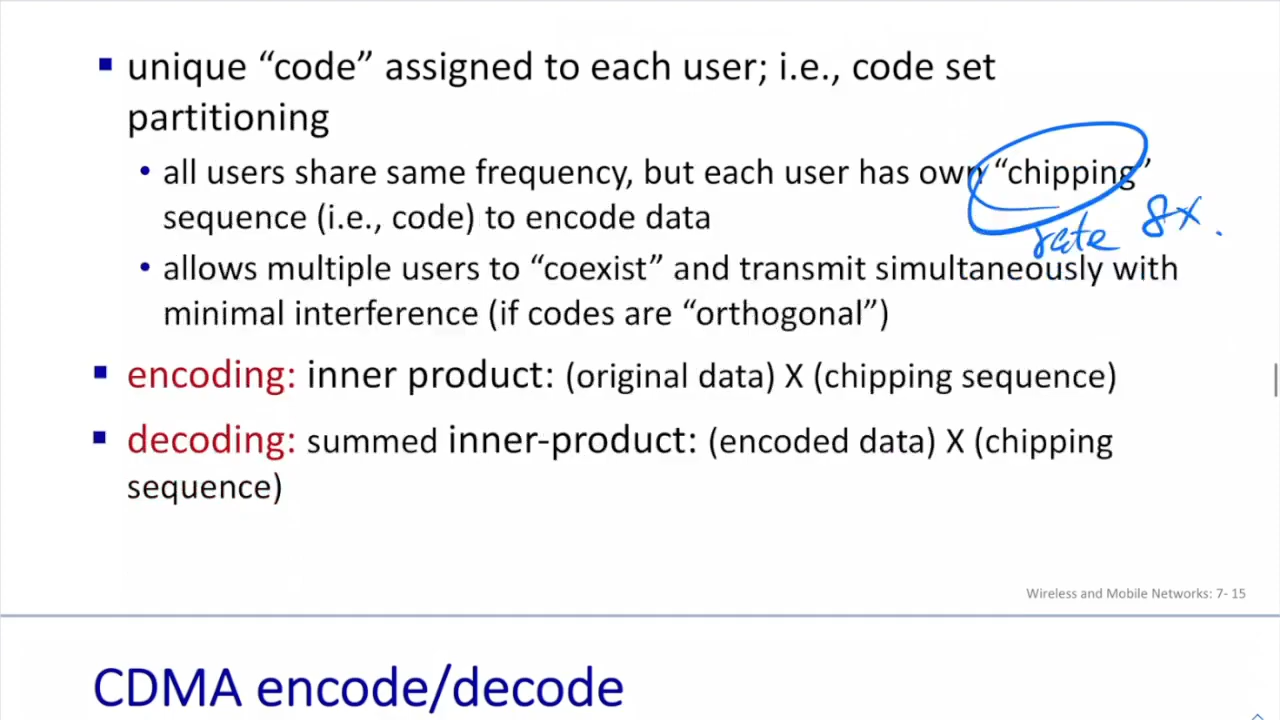 ▪ unique “code” assigned to each user; i.e., code set
partitioning
• all users share same frequency, but each user has own “chipping”
sequence (i.e., code) to encode data
rate 8x.
• allows multiple users to “coexist” and transmit simultaneously with
minimal interference (if codes are “orthogonal”)
▪ encoding: inner product: (original data) X (chipping sequence)
▪ decoding: summed inner-product: (encoded data) X (chipping
sequence)
Wireless and Mobile Networks: 7- 15
CDMA encode/decode